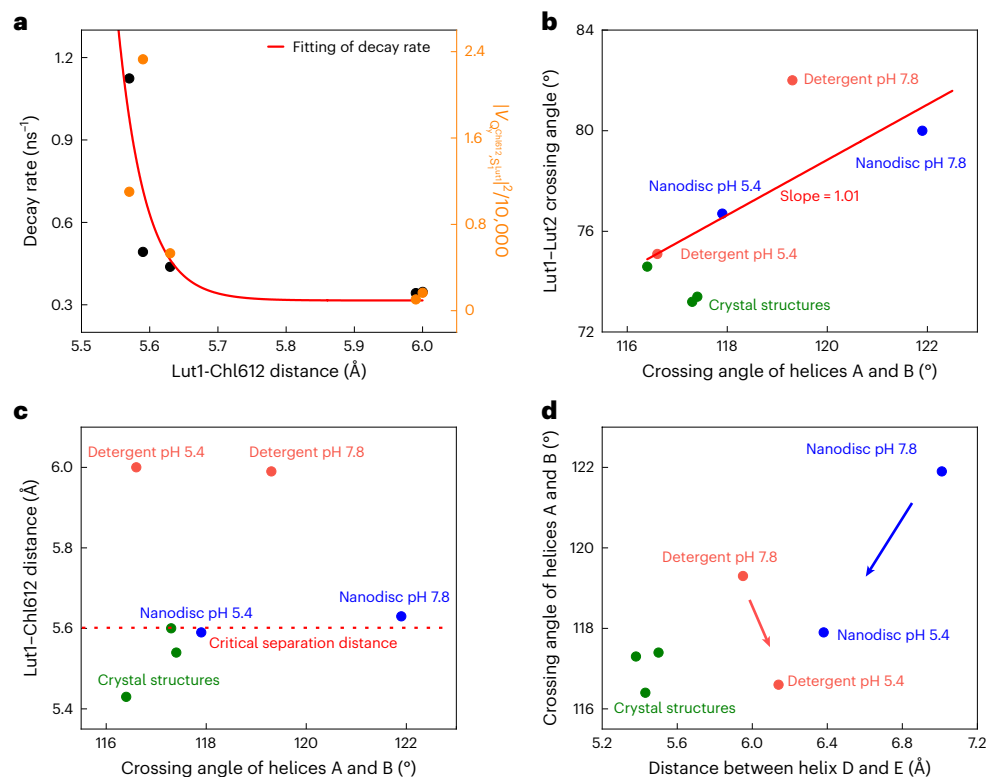 a
1.2
0.9
0.6
0.3
5.5
5.6
5.7
5.8
5.9
6.0
2.4
1.6
0.8
0
Fitting of decay rate
Decay rate (ns⁻¹)
Lut1-Chl612 distance (Å)
b
84
80
76
72
116
118
120
122
Detergent pH 7.8
Nanodisc pH 7.8
Nanodisc pH 5.4
Slope = 1.01
Detergent pH 5.4
Crystal structures
Lut1–Lut2 crossing angle (°)
Crossing angle of helices A and B (°)
c
6.0
5.8
5.6
5.4
116
118
120
122
Detergent pH 5.4
Detergent pH 7.8
Nanodisc pH 5.4
Nanodisc pH 7.8
Critical separation distance
Crystal structures
Lut1–Chl612 distance (Å)
Crossing angle of helices A and B (°)
d
122
120
118
116
5.2
5.6
6.0
6.4
6.8
7.2
Nanodisc pH 7.8
Detergent pH 7.8
Nanodisc pH 5.4
Detergent pH 5.4
Crystal structures
Crossing angle of helices A and B (°)
Distance between helix D and E (Å)